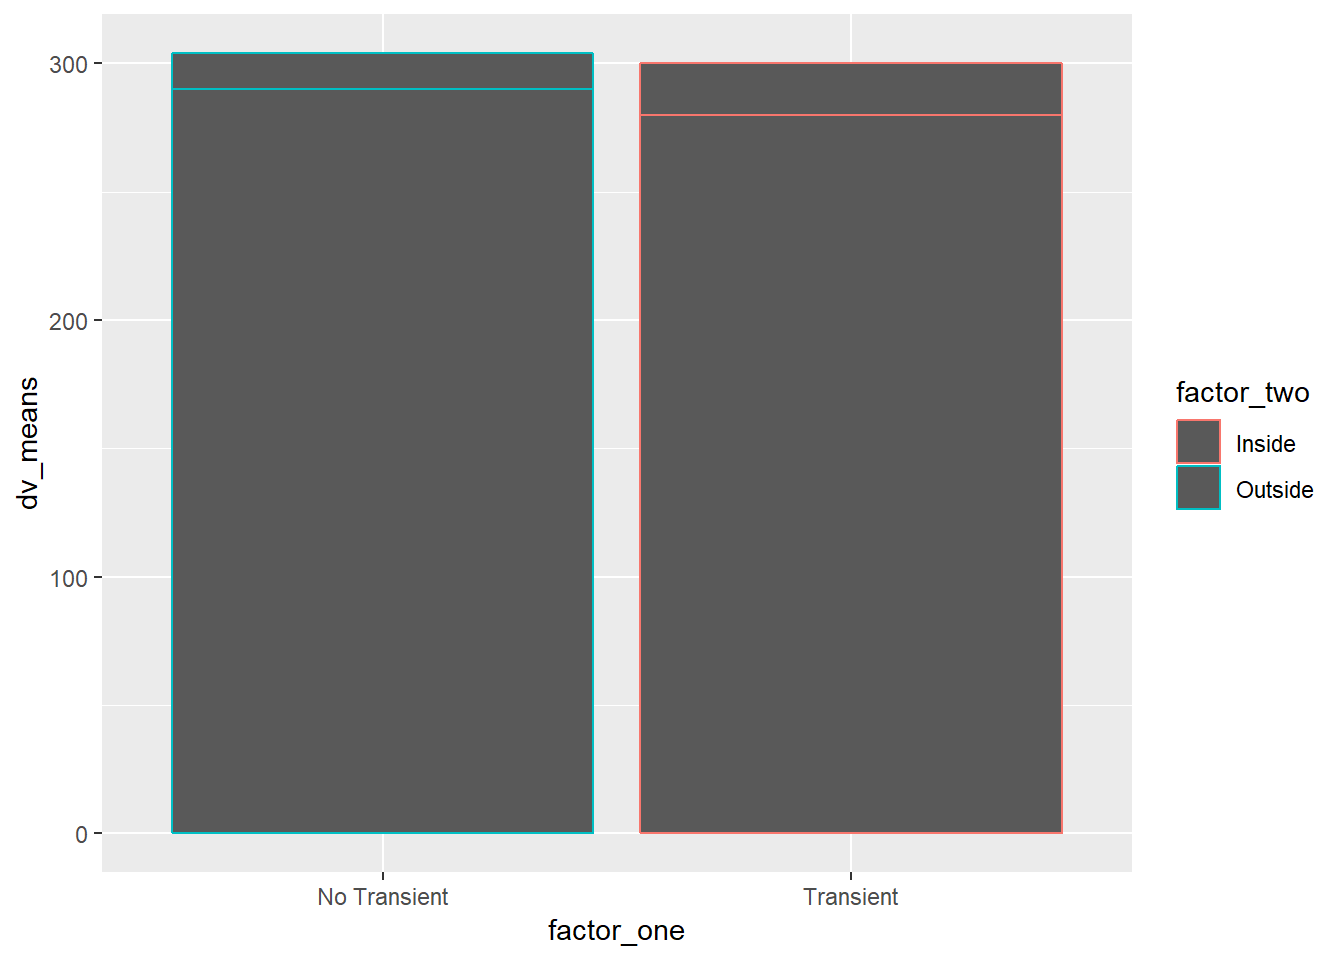 300
200
100
0
dv_means
No Transient
Transient
factor_one
factor_two
Inside
Outside